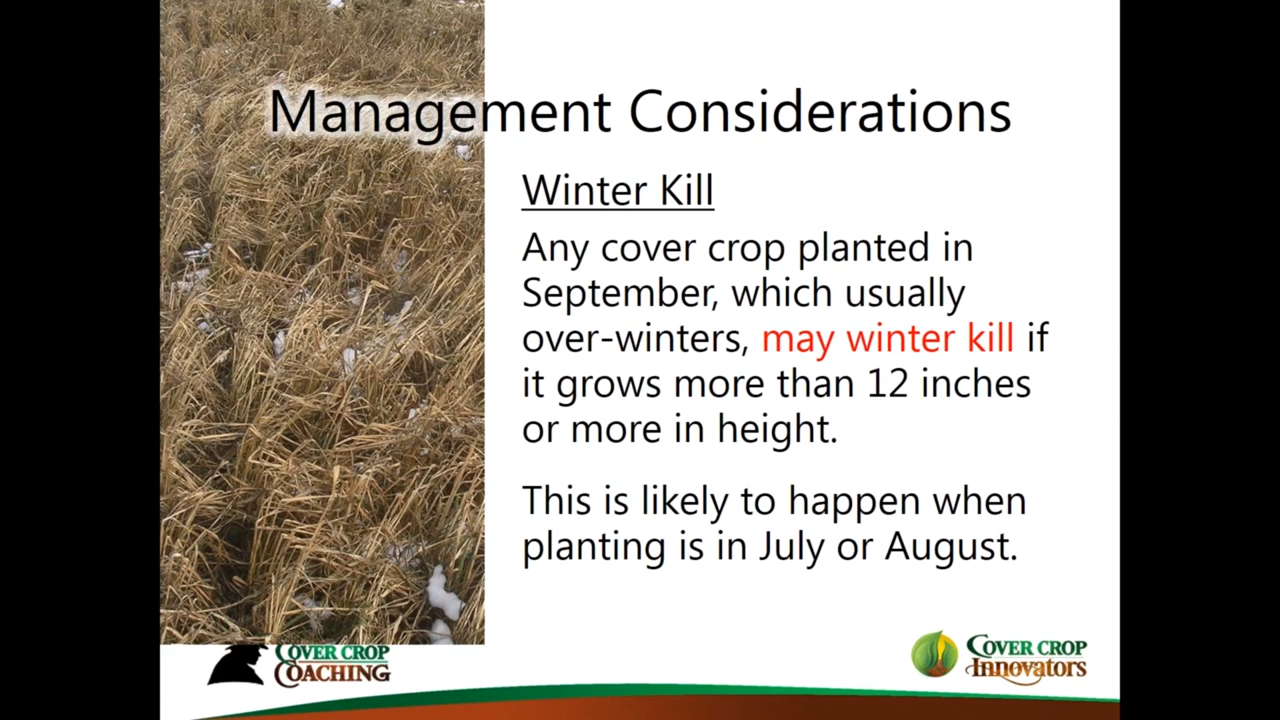 Management Considerations
Winter Kill
Any cover crop planted in
September, which usually
over-winters, may winter kill if
it grows more than 12 inches
or more in height.
This is likely to happen when
planting is in July or August.
COVER CROP
COACHING
COVER CROP
Innovators